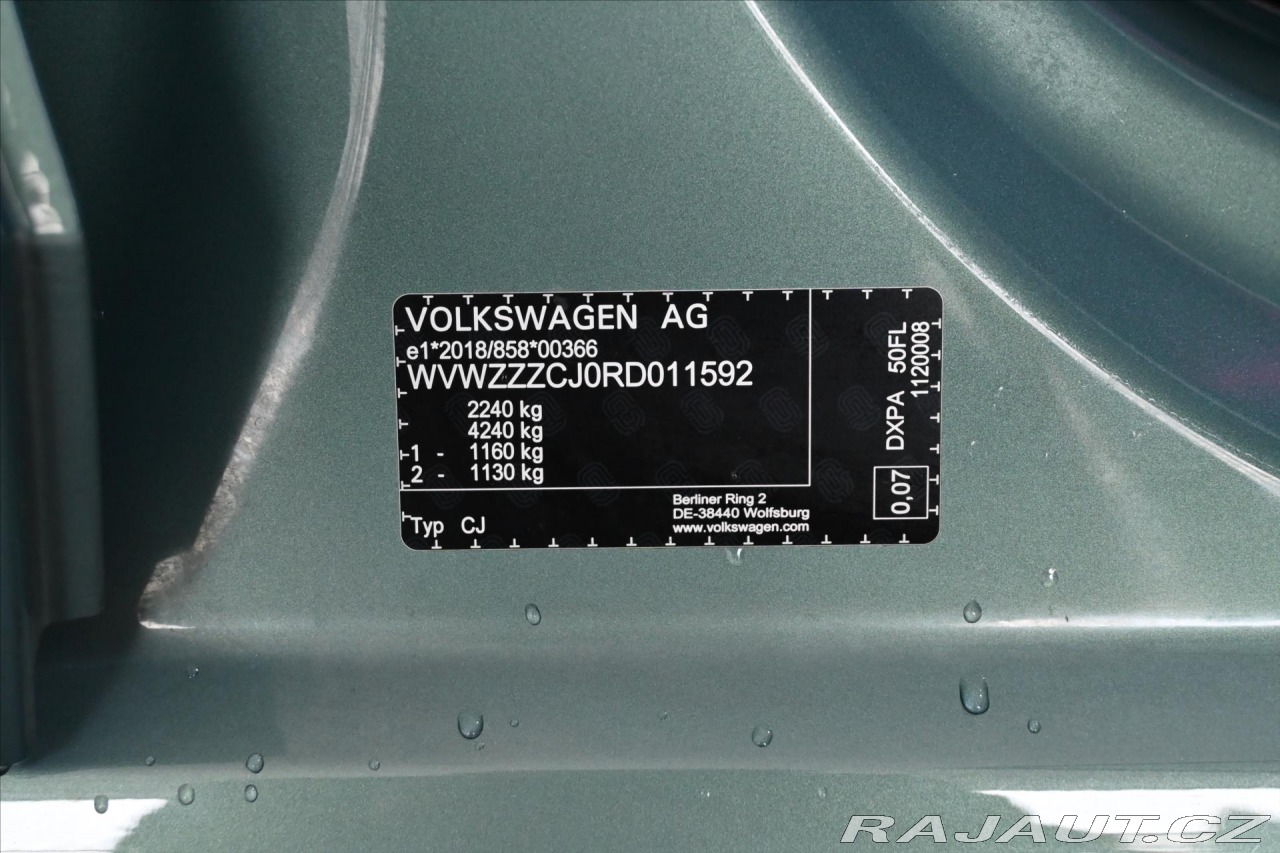 VOLKSWAGEN AG
e1*2018/858*00366
WVWZZZCJ0RD011592
2240 kg
4240 kg
1 - 1160 kg
2 - 1130 kg
Typ CJ
Berliner Ring 2
DE-38440 Wolfsburg
www.volkswagen.com
DXPA 50FL
1120008
0,07
RAJAUT.CZ